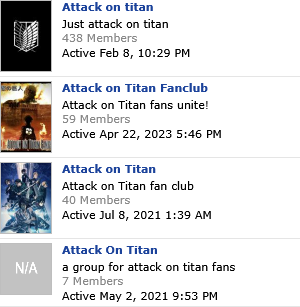 Attack on titan
Just attack on titan
438 Members
Active Feb 8, 10:29 PM
Attack on Titan Fanclub
Attack on Titan fans unite!
59 Members
Active Apr 22, 2023 5:46 PM
Attack on Titan
Attack on Titan fan club
40 Members
Active Jul 8, 2021 1:39 AM
N/A
Attack On Titan
a group for attack on titan fans
7 Members
Active May 2, 2021 9:53 PM